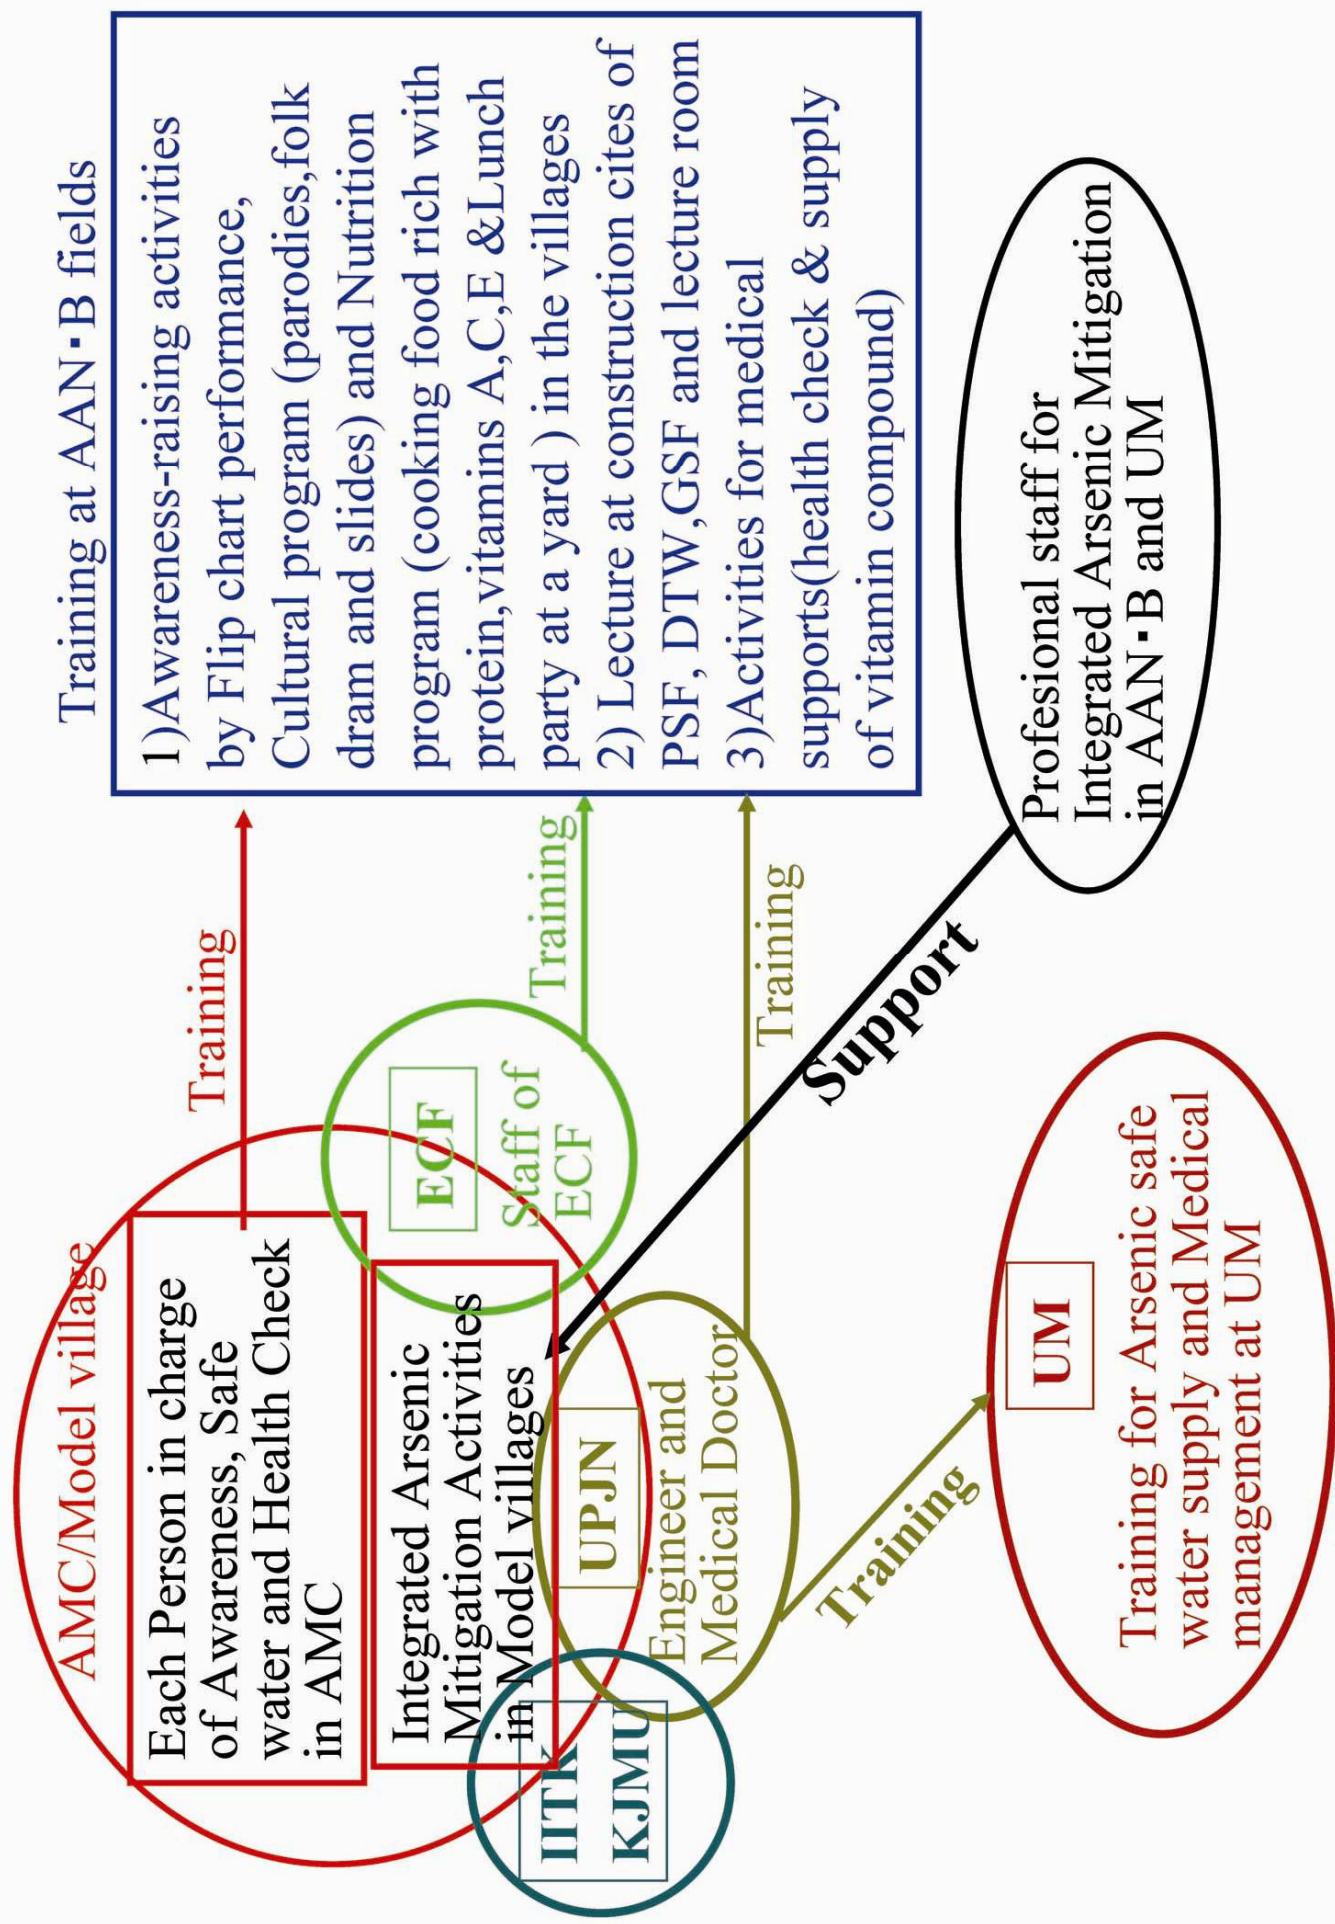 AMC/Model village
Each Person in charge
of Awareness, Safe
water and Health Check
in AMC
Integrated Arsenic
Mitigation Activities
in Model villages
IITK
KJMU
UPJN
Engineer and
Medical Doctor
ECF
Staff of
ECF
Training
Training
Training
Training
Support
Training at AAN･B fields
1)Awareness-raising activities
by Flip chart performance,
Cultural program (parodies,folk
dram and slides) and Nutrition
program (cooking food rich with
protein,vitamins A,C,E &Lunch
party at a yard ) in the villages
2) Lecture at construction cites of
PSF, DTW,GSF and lecture room
3)Activities for medical
supports(health check & supply
of vitamin compound)
UM
Training for Arsenic safe
water supply and Medical
management at UM
Profesional staff for
Integrated Arsenic Mitigation
in AAN･B and UM